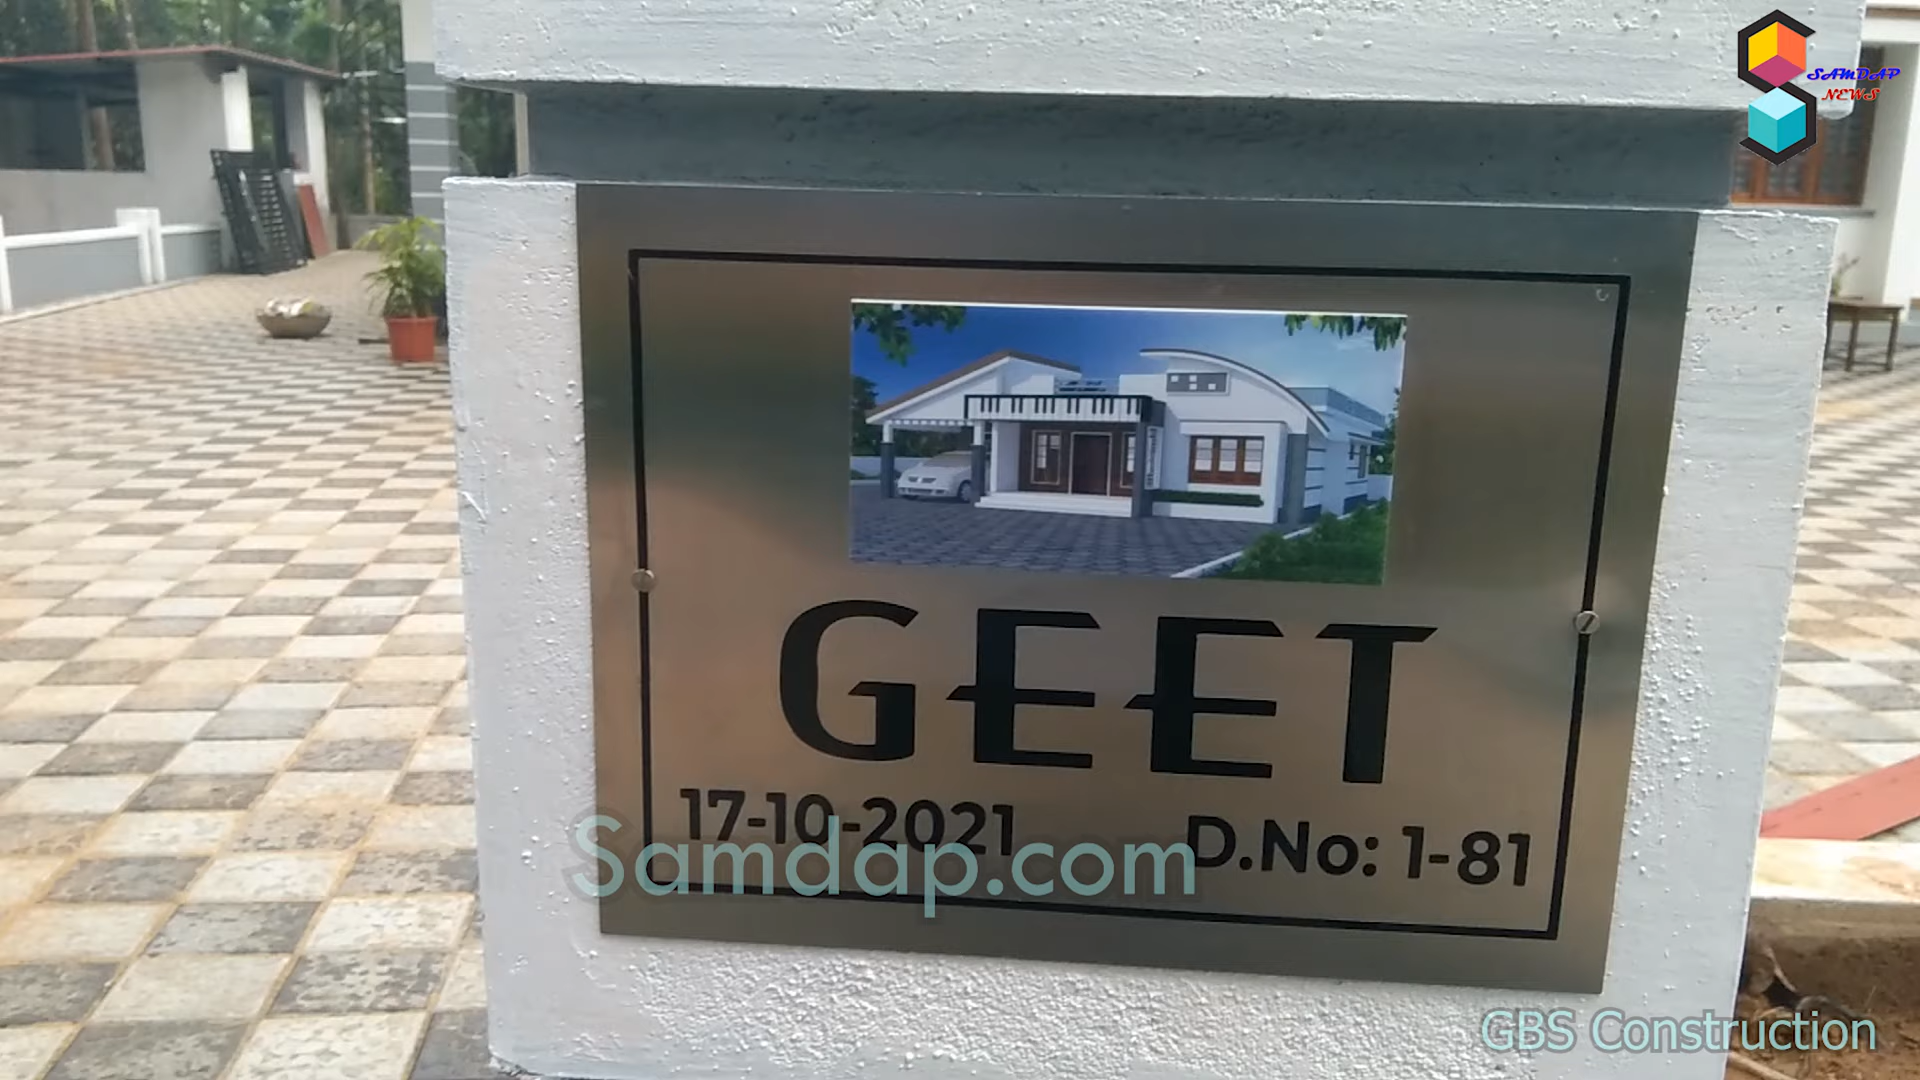 SAMDAP
NEWS
GEET
17-10-2021 D.No: 1-81
Samdap.com
GBS Construction